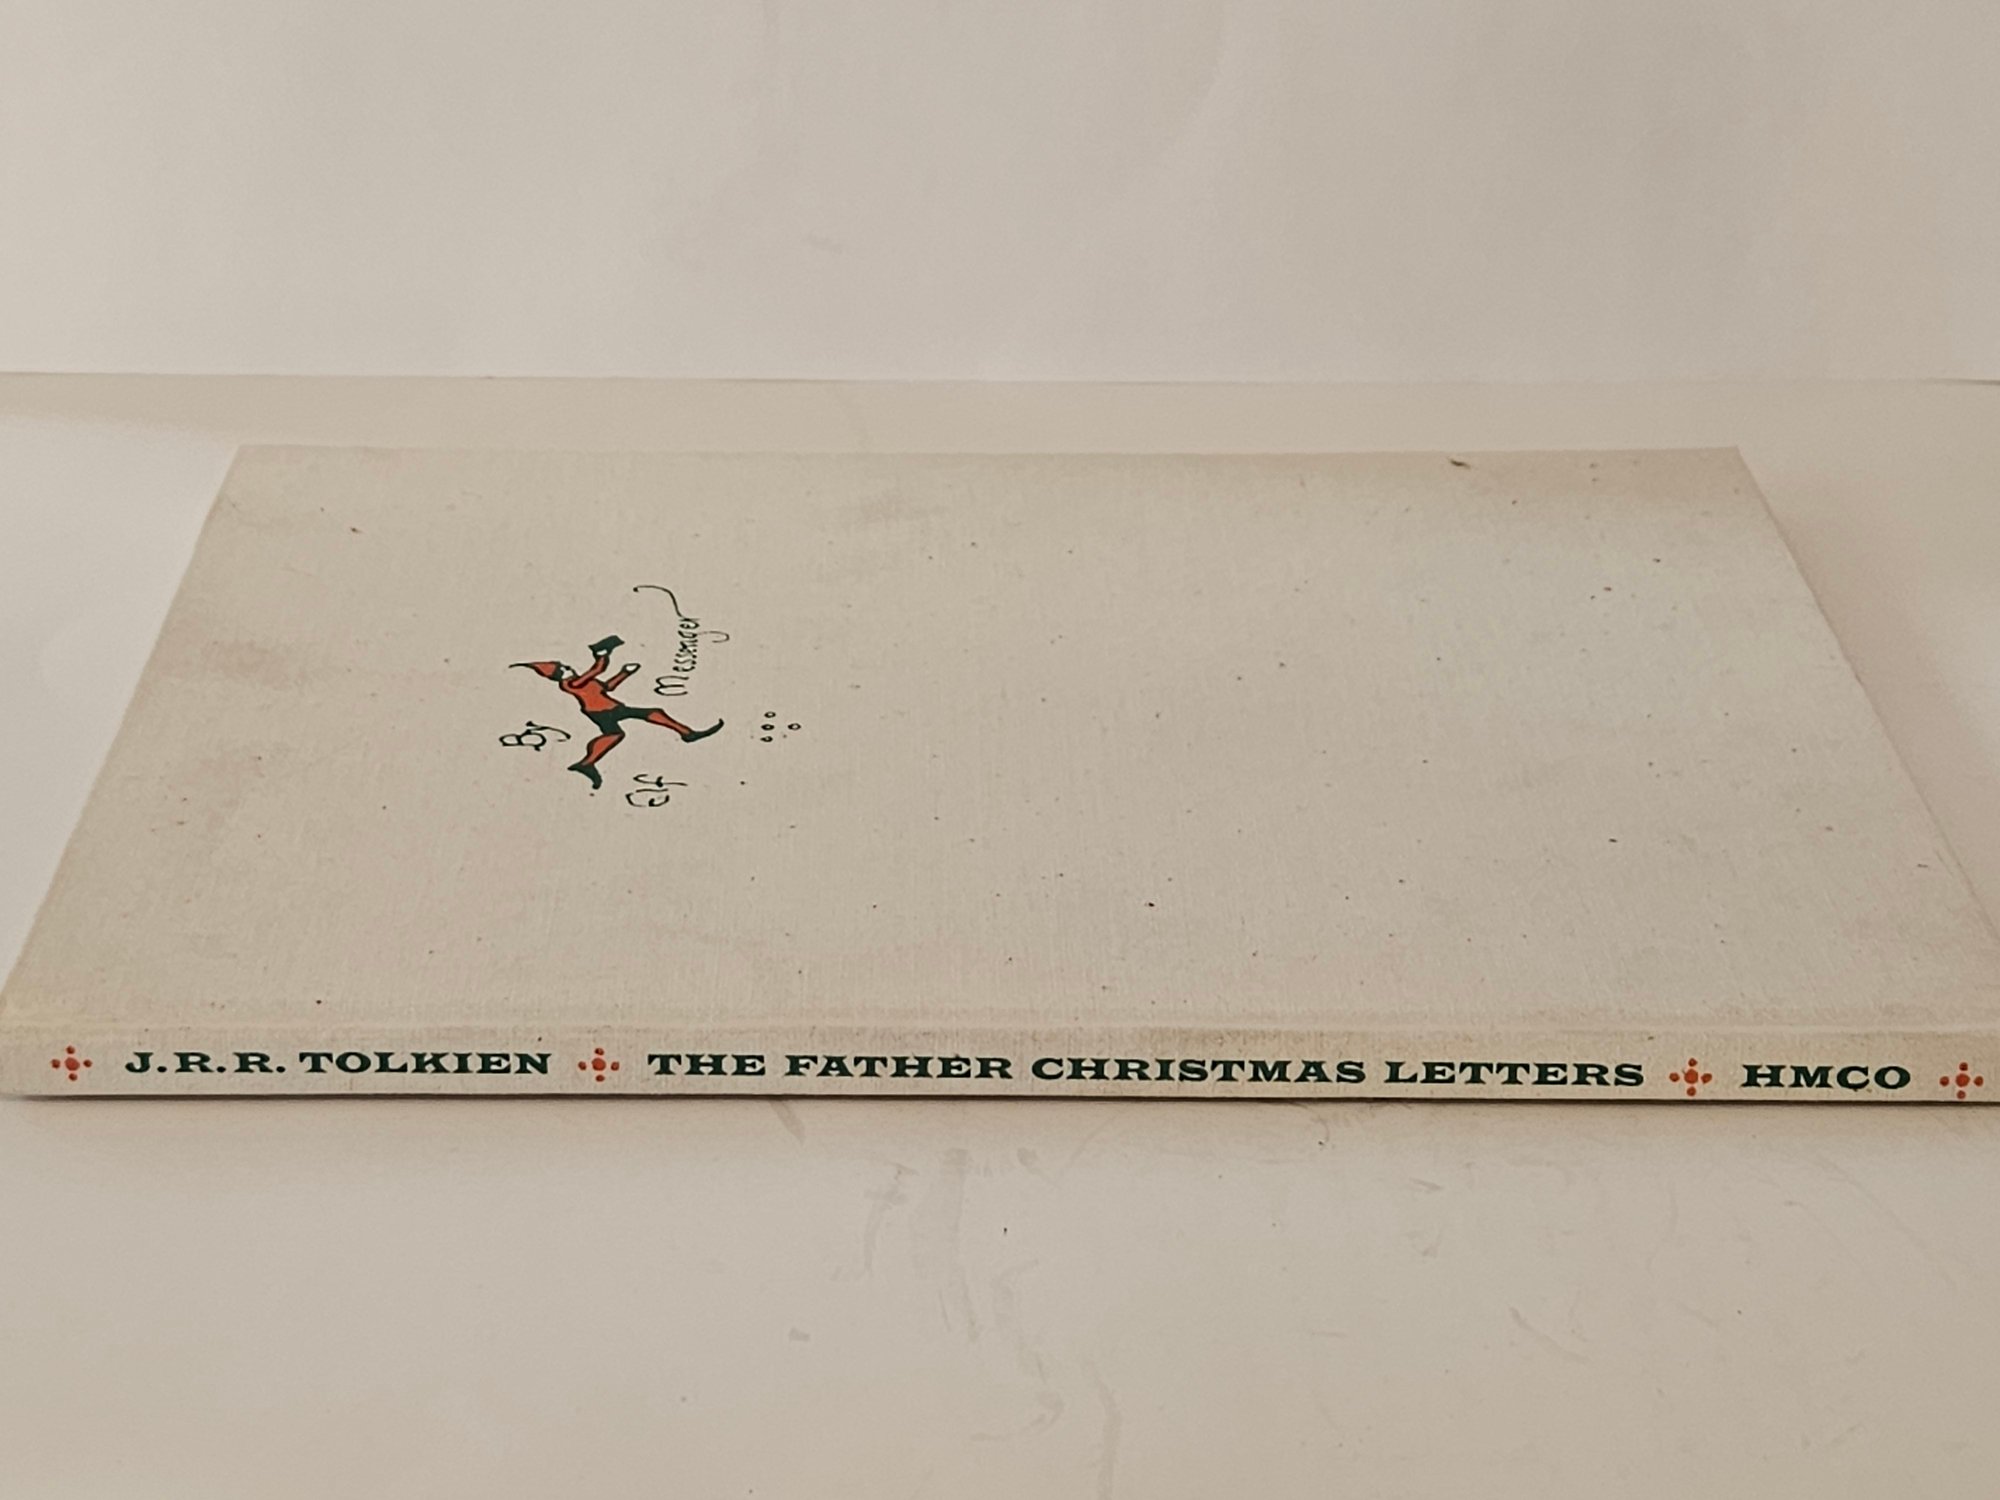 By
Elf
Messenger
J.R.R. TOLKIEN THE FATHER CHRISTMAS LETTERS HMCO